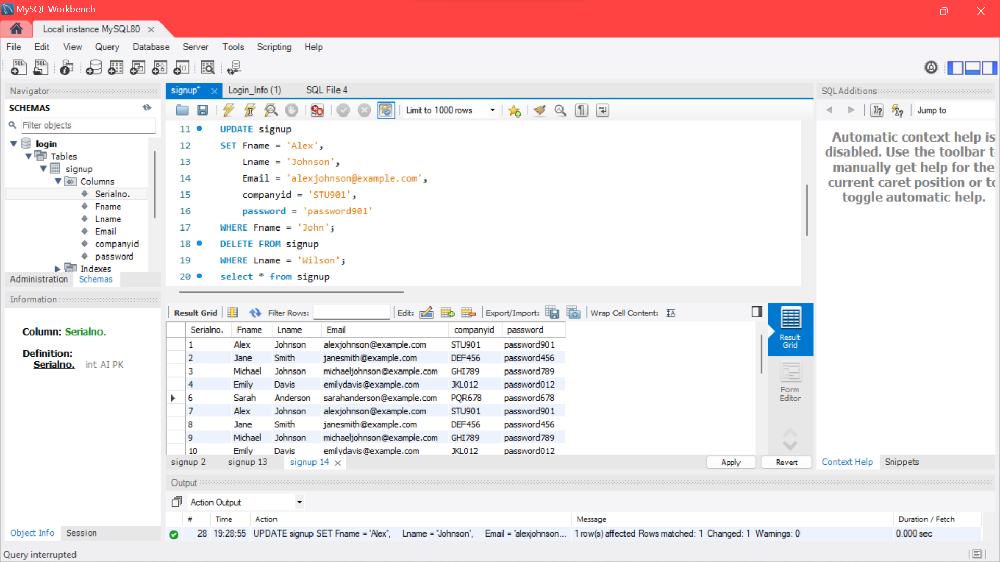 MySQL Workbench
Local instance MySQL80
File Edit View Query Database Server Tools Scripting Help
Navigator
SCHEMAS
Filter objects
login
Tables
signup
Columns
Serialno.
Fname
Lname
Email
companyid
password
Indexes
Administration Schemas
Information
Column: Serialno.
Definition:
Serialno. int AI PK
Object Info Session
signup* Login_Info (1) SQL File 4
Limit to 1000 rows
11 UPDATE signup
12 SET Fname = 'Alex',
13 Lname = 'Johnson',
14 Email = 'alexjohnson@example.com',
15 companyid = 'STU901',
16 password = 'password901'
17 WHERE Fname = 'John';
18 DELETE FROM signup
19 WHERE Lname = 'Wilson';
20 select * from signup
Result Grid Filter Rows: Edit: Export/Import: Wrap Cell Content:
Serialno. Fname Lname Email companyid password
1 Alex Johnson alexjohnson@example.com STU901 password901
2 Jane Smith janesmith@example.com DEF456 password456
3 Michael Johnson michaeljohnson@example.com GHI789 password789
4 Emily Davis emilydavis@example.com JKL012 password012
6 Sarah Anderson sarahanderson@example.com PQR678 password678
7 Alex Johnson alexjohnson@example.com STU901 password901
8 Jane Smith janesmith@example.com DEF456 password456
9 Michael Johnson michaeljohnson@example.com GHI789 password789
10 Emily Davis emilydavis@example.com JKL012 password012
Result
Grid
Form
Editor
signup 2 signup 13 signup 14 Apply Revert
SQLAdditions
Jump to
Automatic context help is
disabled. Use the toolbar t
manually get help for the
current caret position or to
toggle automatic help.
Context Help Snippets
Output
Action Output
# Time Action Message Duration / Fetch
28 19:28:55 UPDATE signup SET Fname = 'Alex', Lname = 'Johnson', Email = 'alexjohnson... 1 row(s) affected Rows matched: 1 Changed: 1 Warnings: 0 0.000 sec
Query interrupted